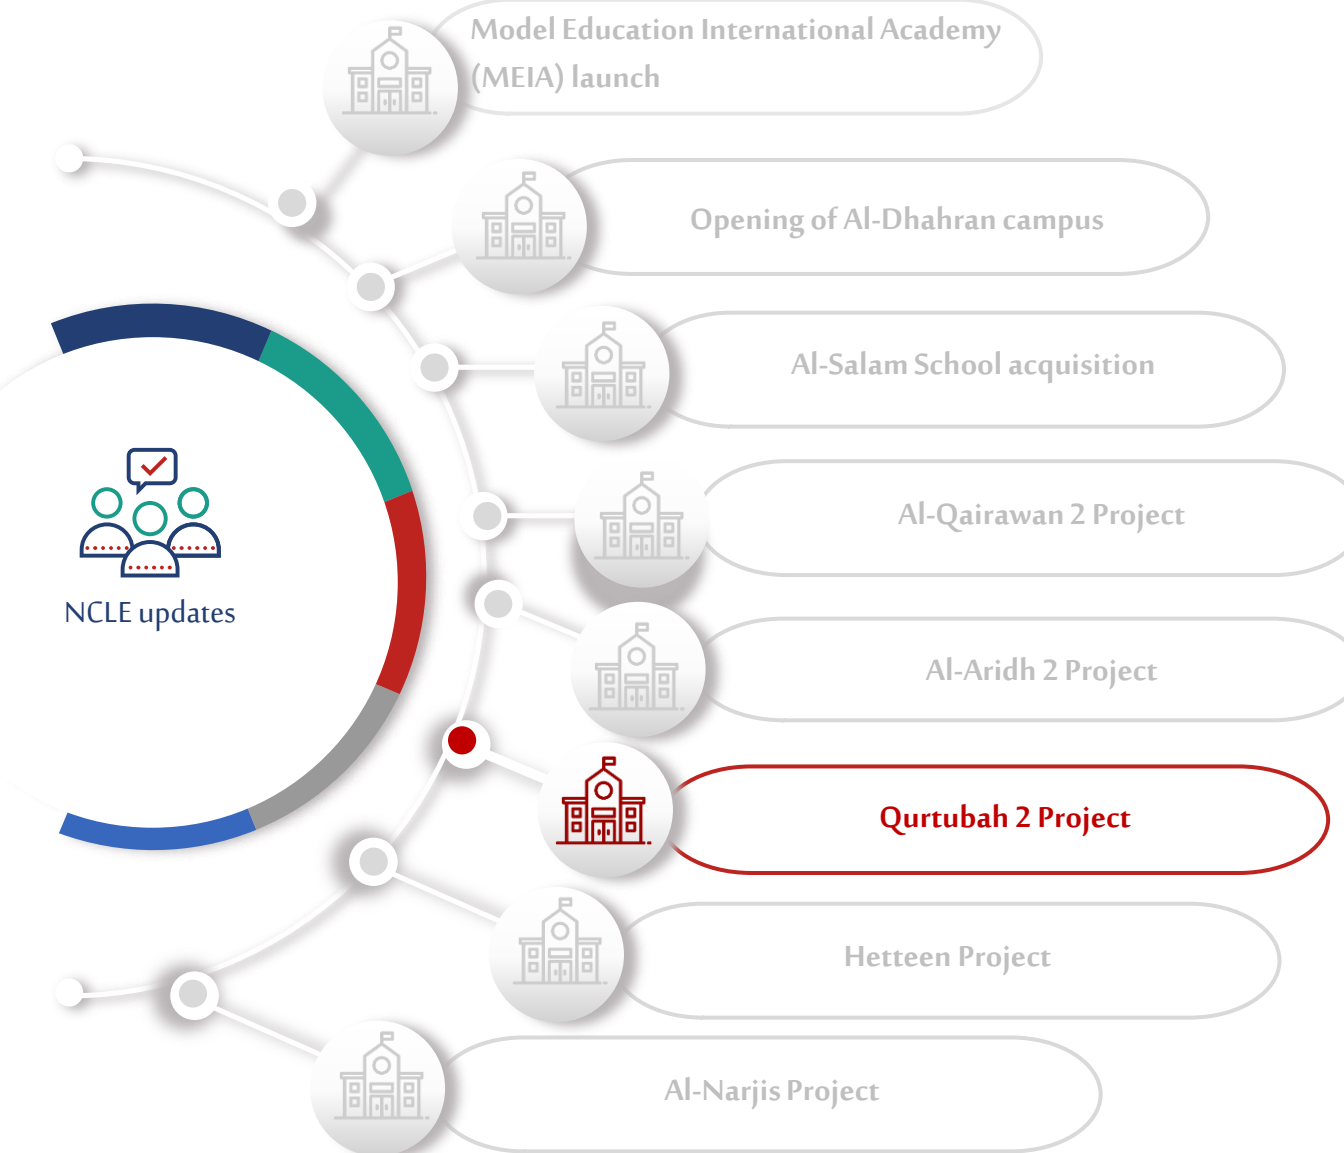 Model Education International Academy
(MEIA) launch
Opening of Al-Dhahran campus
Al-Salam School acquisition
Al-Qairawan 2 Project
NCLE updates
Al-Aridh 2 Project
Qurtubah 2 Project
Hetteen Project
Al-Narjis Project